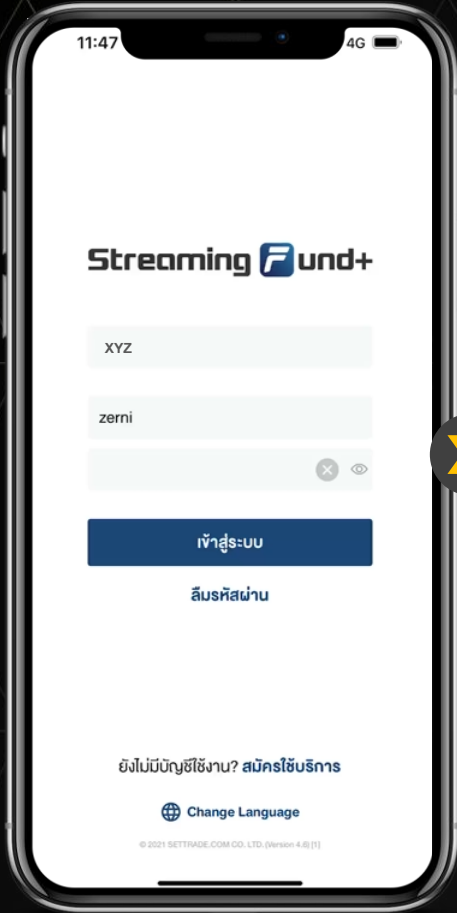 11:47 4G
Streaming Fund+
XYZ
zerni
เข้าสู่ระบบ
ลืมรหัสผ่าน
ยังไม่มีบัญชีใช้งาน? สมัครใช้บริการ
Change Language
© 2021 SETTRADE.COM CO. LTD. (Version 4.6) [1]